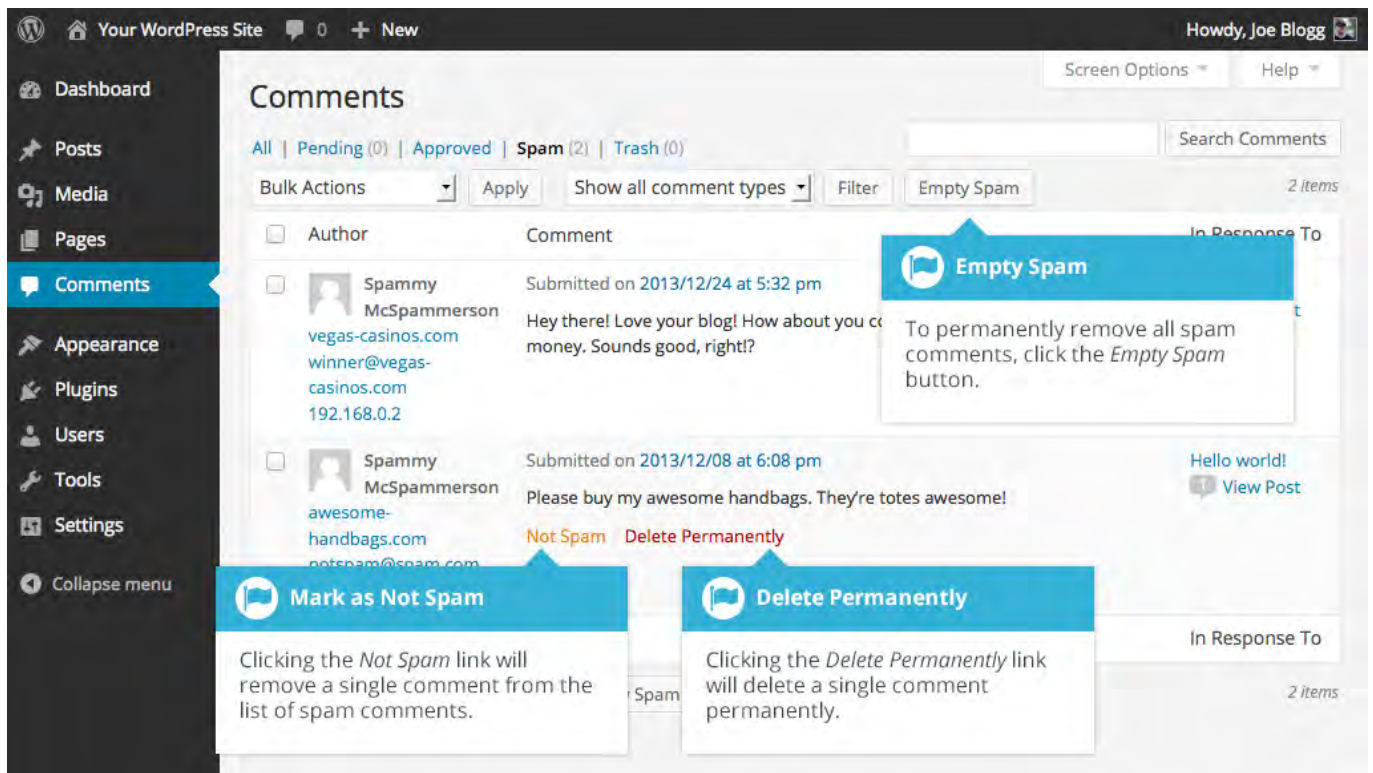 Your WordPress Site 0 + New Howdy, Joe Blogg
Screen Options Help
Dashboard
Posts
Media
Pages
Comments
Appearance
Plugins
Users
Tools
Settings
Collapse menu
Comments
All | Pending (0) | Approved | Spam (2) | Trash (0)
Search Comments
Bulk Actions Apply Show all comment types Filter Empty Spam 2 items
Author Comment In Response To
Spammy
McSpammerson
vegas-casinos.com
winner@vegas-
casinos.com
192.168.0.2
Submitted on 2013/12/24 at 5:32 pm
Hey there! Love your blog! How about you
money. Sounds good, right!?
Empty Spam
To permanently remove all spam
comments, click the Empty Spam
button.
Spammy
McSpammerson
awesome-
handbags.com
notspam@spam.com
Submitted on 2013/12/08 at 6:08 pm
Please buy my awesome handbags. They're totes awesome!
Not Spam Delete Permanently
Hello world!
1 View Post
Mark as Not Spam
Clicking the Not Spam link will
remove a single comment from the
list of spam comments.
Delete Permanently
Clicking the Delete Permanently link
will delete a single comment
permanently.
In Response To
Spam
2 items